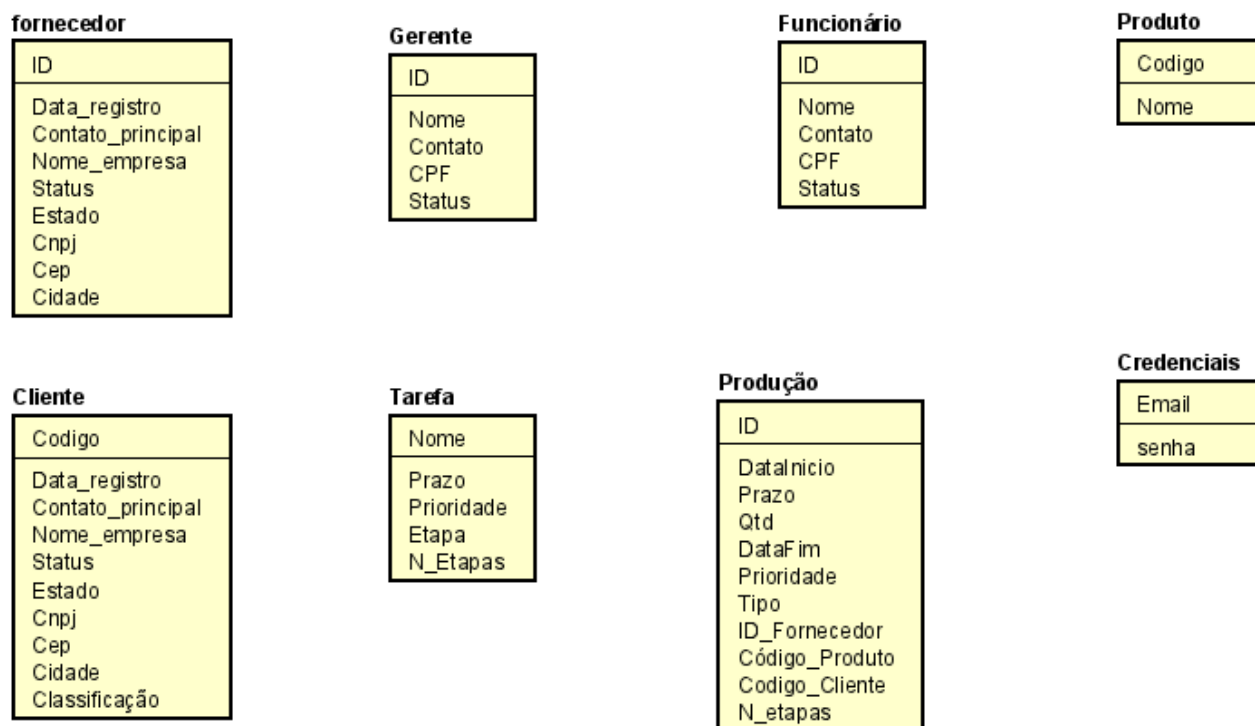 fornecedor
ID
Data_registro
Contato_principal
Nome_empresa
Status
Estado
Cnpj
Cep
Cidade
Gerente
ID
Nome
Contato
CPF
Status
Funcionário
ID
Nome
Contato
CPF
Status
Produto
Codigo
Nome
Cliente
Codigo
Data_registro
Contato_principal
Nome_empresa
Status
Estado
Cnpj
Cep
Cidade
Classificação
Tarefa
Nome
Prazo
Prioridade
Etapa
N_Etapas
Produção
ID
DataInicio
Prazo
Qtd
DataFim
Prioridade
Tipo
ID_Fornecedor
Código_Produto
Codigo_Cliente
N_etapas
Credenciais
Email
senha